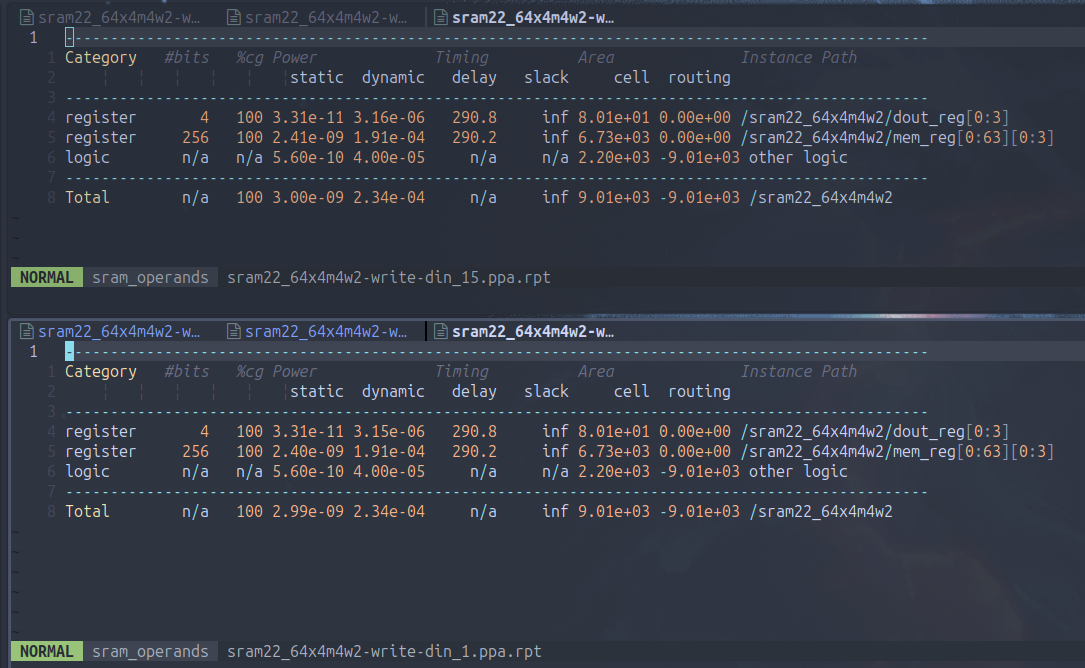 sram22_64x4m4w2-w… sram22_64x4m4w2-w… sram22_64x4m4w2-w…
1 ------------------------------------------------------------------------------------------------
1 Category #bits %cg Power Timing Area Instance Path
2 static dynamic delay slack cell routing
3 ------------------------------------------------------------------------------------------------
4 register 4 100 3.31e-11 3.16e-06 290.8 inf 8.01e+01 0.00e+00 /sram22_64x4m4w2/dout_reg[0:3]
5 register 256 100 2.41e-09 1.91e-04 290.2 inf 6.73e+03 0.00e+00 /sram22_64x4m4w2/mem_reg[0:63][0:3]
6 logic n/a n/a 5.60e-10 4.00e-05 n/a n/a 2.20e+03 -9.01e+03 other logic
7 ------------------------------------------------------------------------------------------------
8 Total n/a 100 3.00e-09 2.34e-04 n/a inf 9.01e+03 -9.01e+03 /sram22_64x4m4w2
~
~
~
NORMAL sram_operands sram22_64x4m4w2-write-din_15.ppa.rpt
sram22_64x4m4w2-w… sram22_64x4m4w2-w… sram22_64x4m4w2-w…
1 ------------------------------------------------------------------------------------------------
1 Category #bits %cg Power Timing Area Instance Path
2 static dynamic delay slack cell routing
3 ------------------------------------------------------------------------------------------------
4 register 4 100 3.31e-11 3.15e-06 290.8 inf 8.01e+01 0.00e+00 /sram22_64x4m4w2/dout_reg[0:3]
5 register 256 100 2.40e-09 1.91e-04 290.2 inf 6.73e+03 0.00e+00 /sram22_64x4m4w2/mem_reg[0:63][0:3]
6 logic n/a n/a 5.60e-10 4.00e-05 n/a n/a 2.20e+03 -9.01e+03 other logic
7 ------------------------------------------------------------------------------------------------
8 Total n/a 100 2.99e-09 2.34e-04 n/a inf 9.01e+03 -9.01e+03 /sram22_64x4m4w2
~
~
~
~
~
~
NORMAL sram_operands sram22_64x4m4w2-write-din_1.ppa.rpt